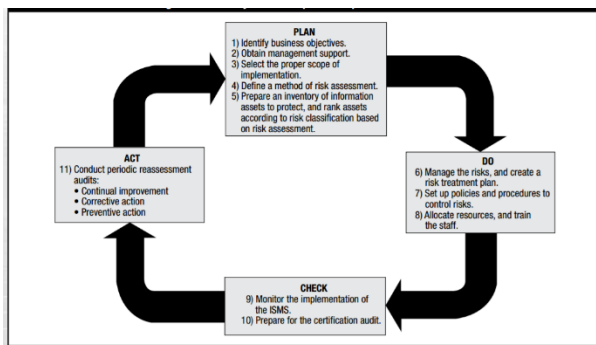 PLAN
1) Identify business objectives.
2) Obtain management support.
3) Select the proper scope of
implementation.
4) Define a method of risk assessment.
5) Prepare an inventory of information
assets to protect, and rank assets
according to risk classification based
on risk assessment.
DO
6) Manage the risks, and create a
risk treatment plan.
7) Set up policies and procedures to
control risks.
8) Allocate resources, and train
the staff.
CHECK
9) Monitor the implementation of
the ISMS.
10) Prepare for the certification audit.
ACT
11) Conduct periodic reassessment
audits:
• Continual improvement
• Corrective action
• Preventive action